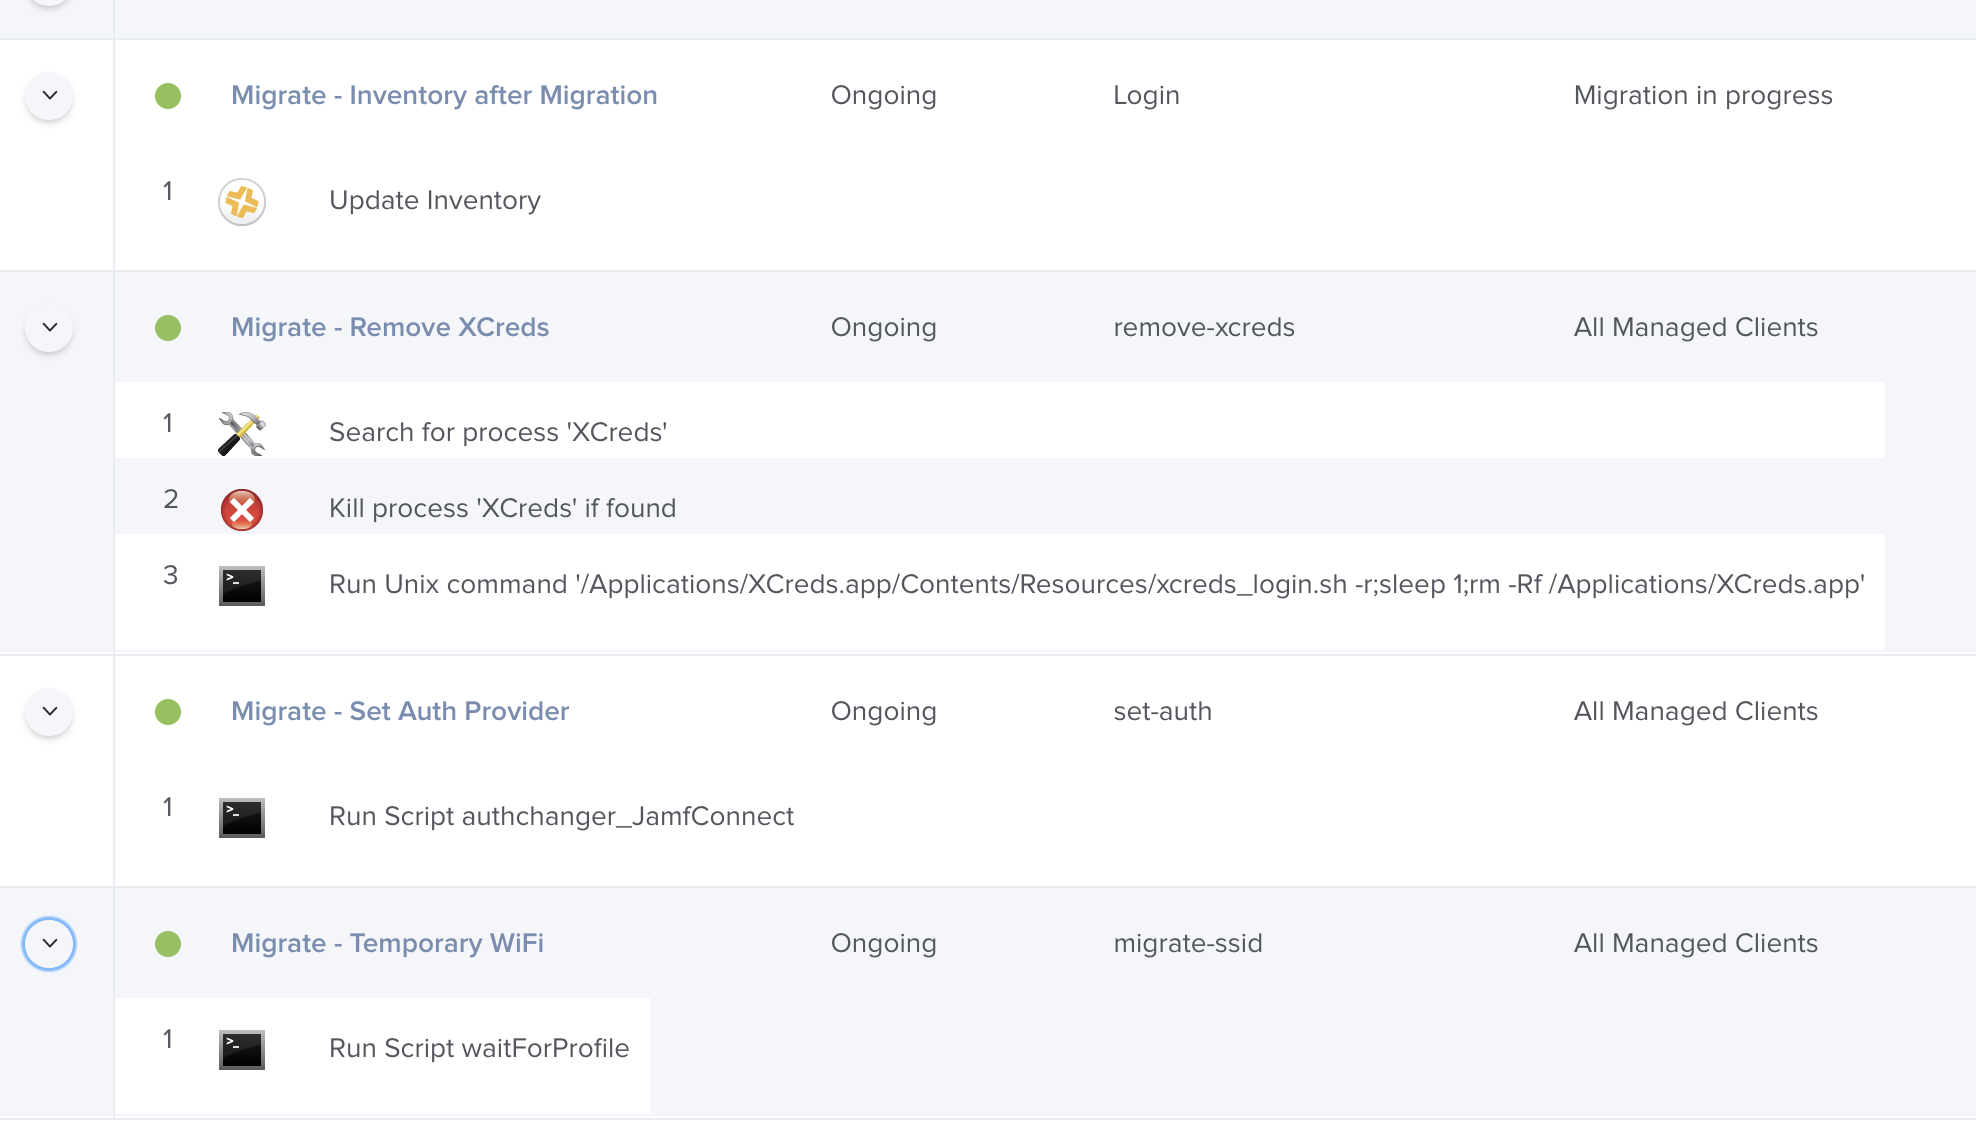 Migrate - Inventory after Migration Ongoing Login Migration in progress
1 Update Inventory
Migrate - Remove XCreds Ongoing remove-xcreds All Managed Clients
1 Search for process 'XCreds'
2 Kill process 'XCreds' if found
3 >_ Run Unix command '/Applications/XCreds.app/Contents/Resources/xcreds_login.sh -r;sleep 1;rm -Rf /Applications/XCreds.app'
Migrate - Set Auth Provider Ongoing set-auth All Managed Clients
1 >_ Run Script authchanger_JamfConnect
Migrate - Temporary WiFi Ongoing migrate-ssid All Managed Clients
1 >_ Run Script waitForProfile